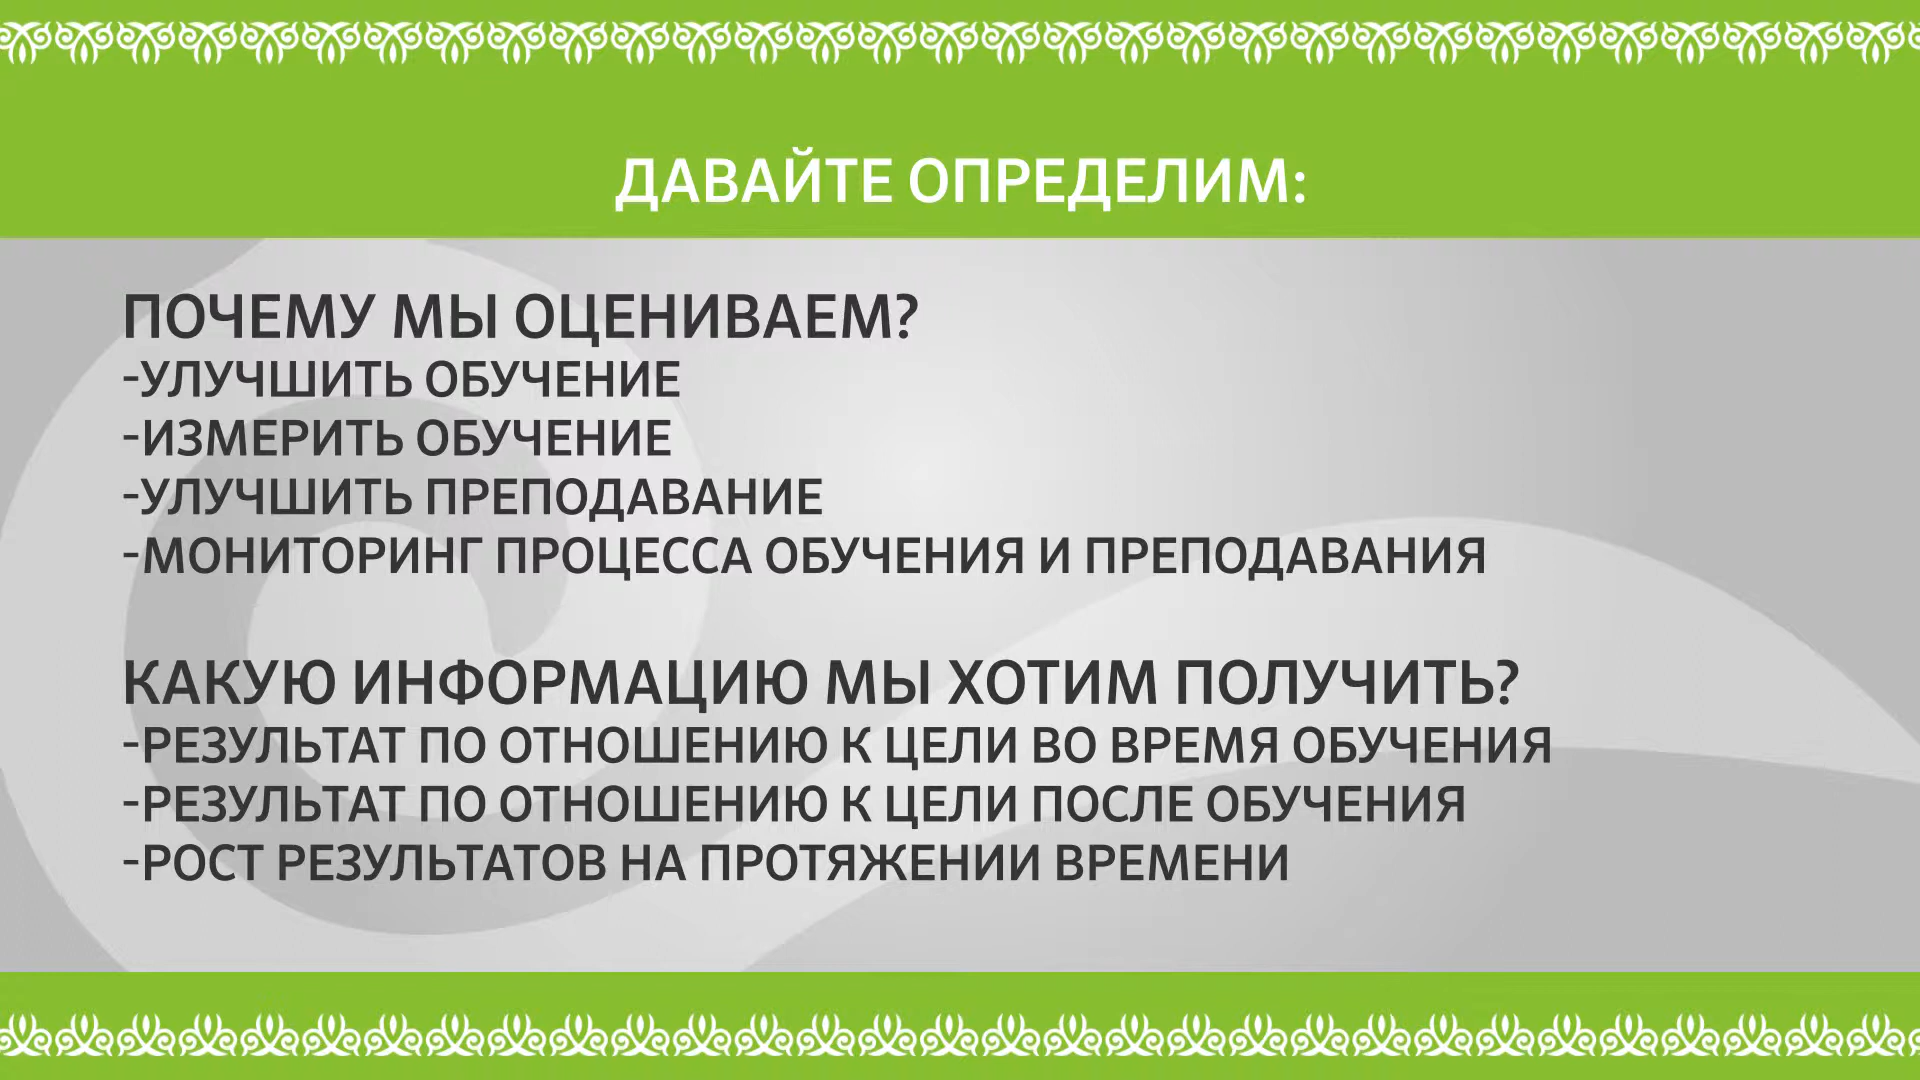 ДАВАЙТЕ ОПРЕДЕЛИМ:
ПОЧЕМУ МЫ ОЦЕНИВАЕМ?
-УЛУЧШИТЬ ОБУЧЕНИЕ
-ИЗМЕРИТЬ ОБУЧЕНИЕ
-УЛУЧШИТЬ ПРЕПОДАВАНИЕ
-МОНИТОРИНГ ПРОЦЕССА ОБУЧЕНИЯ И ПРЕПОДАВАНИЯ
КАКУЮ ИНФОРМАЦИЮ МЫ ХОТИМ ПОЛУЧИТЬ?
-РЕЗУЛЬТАТ ПО ОТНОШЕНИЮ К ЦЕЛИ ВО ВРЕМЯ ОБУЧЕНИЯ
-РЕЗУЛЬТАТ ПО ОТНОШЕНИЮ К ЦЕЛИ ПОСЛЕ ОБУЧЕНИЯ
-РОСТ РЕЗУЛЬТАТОВ НА ПРОТЯЖЕНИИ ВРЕМЕНИ